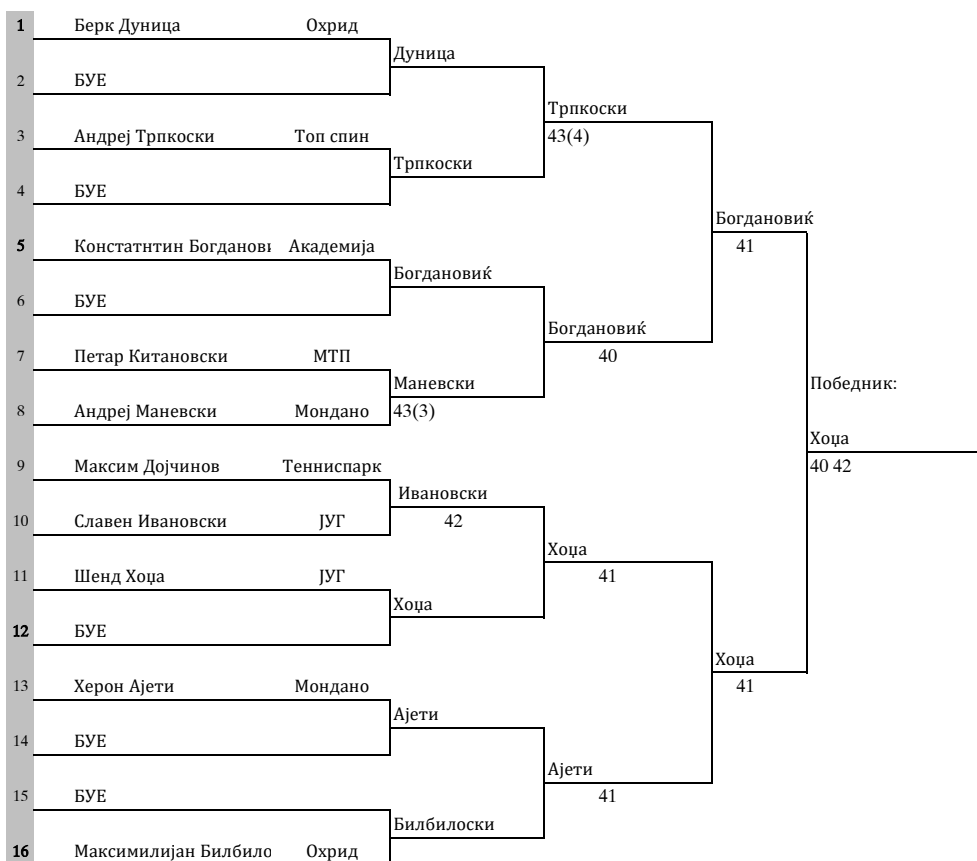 1 Берк Дуница Охрид
Дуница
2 БУЕ
Трпкоски
3 Андреј Трпкоски Топ спин 43(4)
Трпкоски
4 БУЕ
Богдановиќ
5 Констатнтин Богданови Академија 41
Богдановиќ
6 БУЕ
Богдановиќ
7 Петар Китановски МТП 40
Маневски Победник:
8 Андреј Маневски Мондано 43(3)
Хоџа
9 Максим Дојчинов Тенниспарк 40 42
Ивановски
10 Славен Ивановски ЈУГ 42
Хоџа
11 Шенд Хоџа ЈУГ 41
Хоџа
12 БУЕ
Хоџа
13 Херон Ајети Мондано 41
Ајети
14 БУЕ
Ајети
15 БУЕ 41
Билбилоски
16 Максимилијан Билбило Охрид